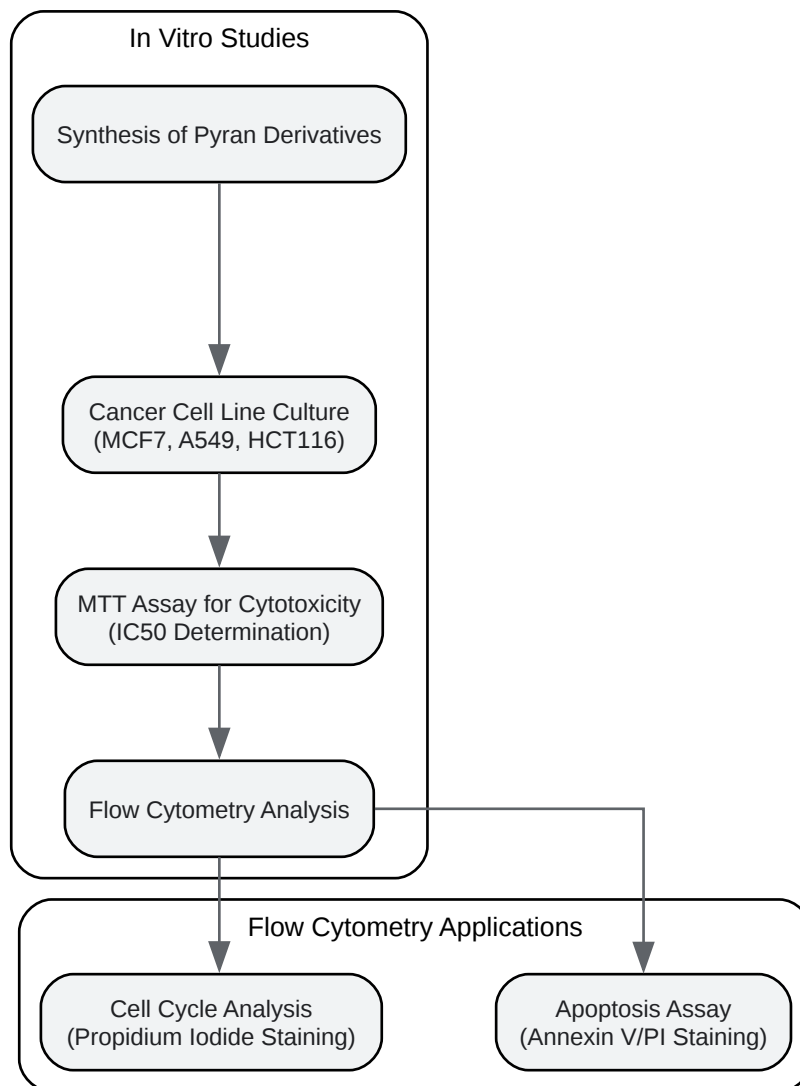 In Vitro Studies
Synthesis of Pyran Derivatives
Cancer Cell Line Culture
(MCF7, A549, HCT116)
MTT Assay for Cytotoxicity
(IC50 Determination)
Flow Cytometry Analysis
Flow Cytometry Applications
Cell Cycle Analysis
(Propidium Iodide Staining)
Apoptosis Assay
(Annexin V/PI Staining)